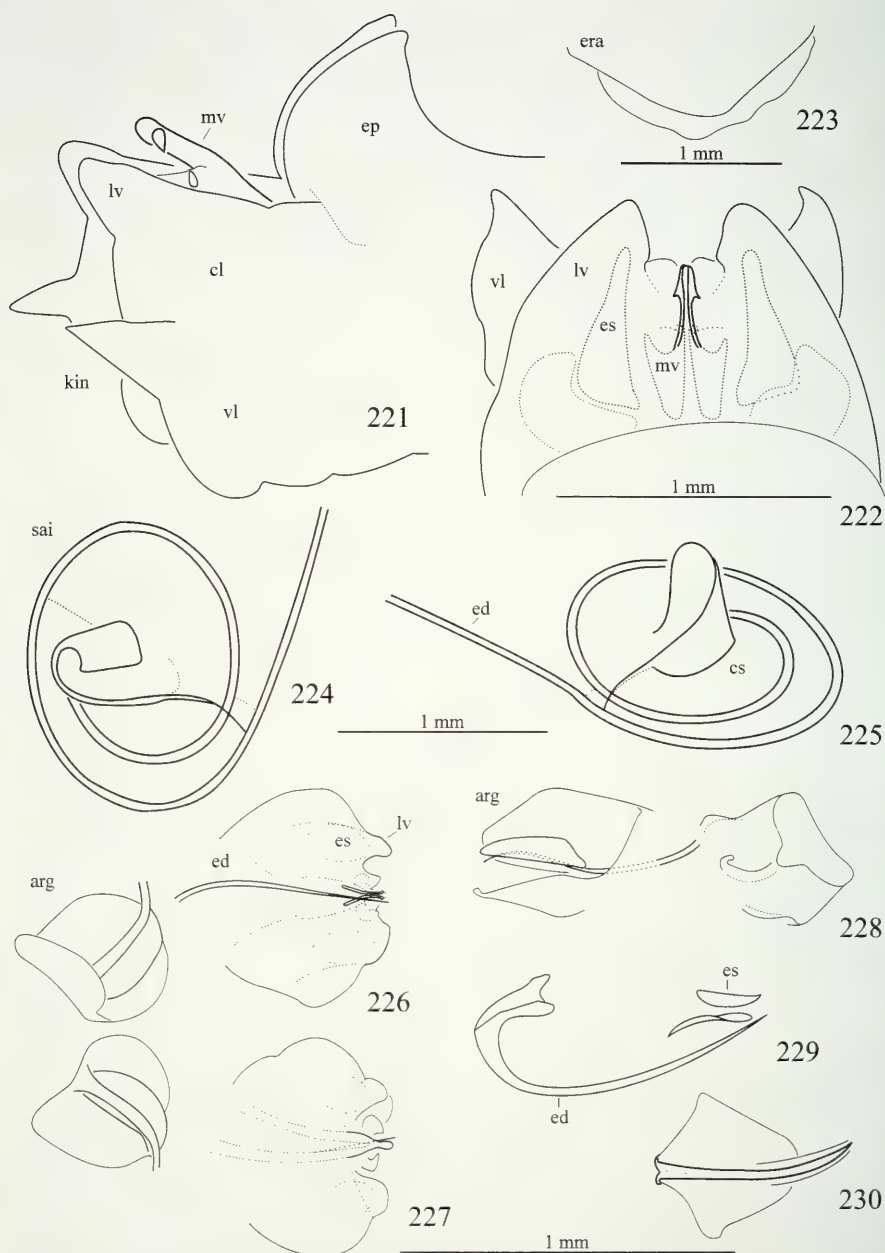 era
mv
ep
223
1 mm
lv
vl
lv
cl
es
kin
mv
vl
221
1 mm
222
sai
ed
cs
224
225
1 mm
arg
lv
es
ed
arg
228
226
es
229
ed
227
230
1 mm